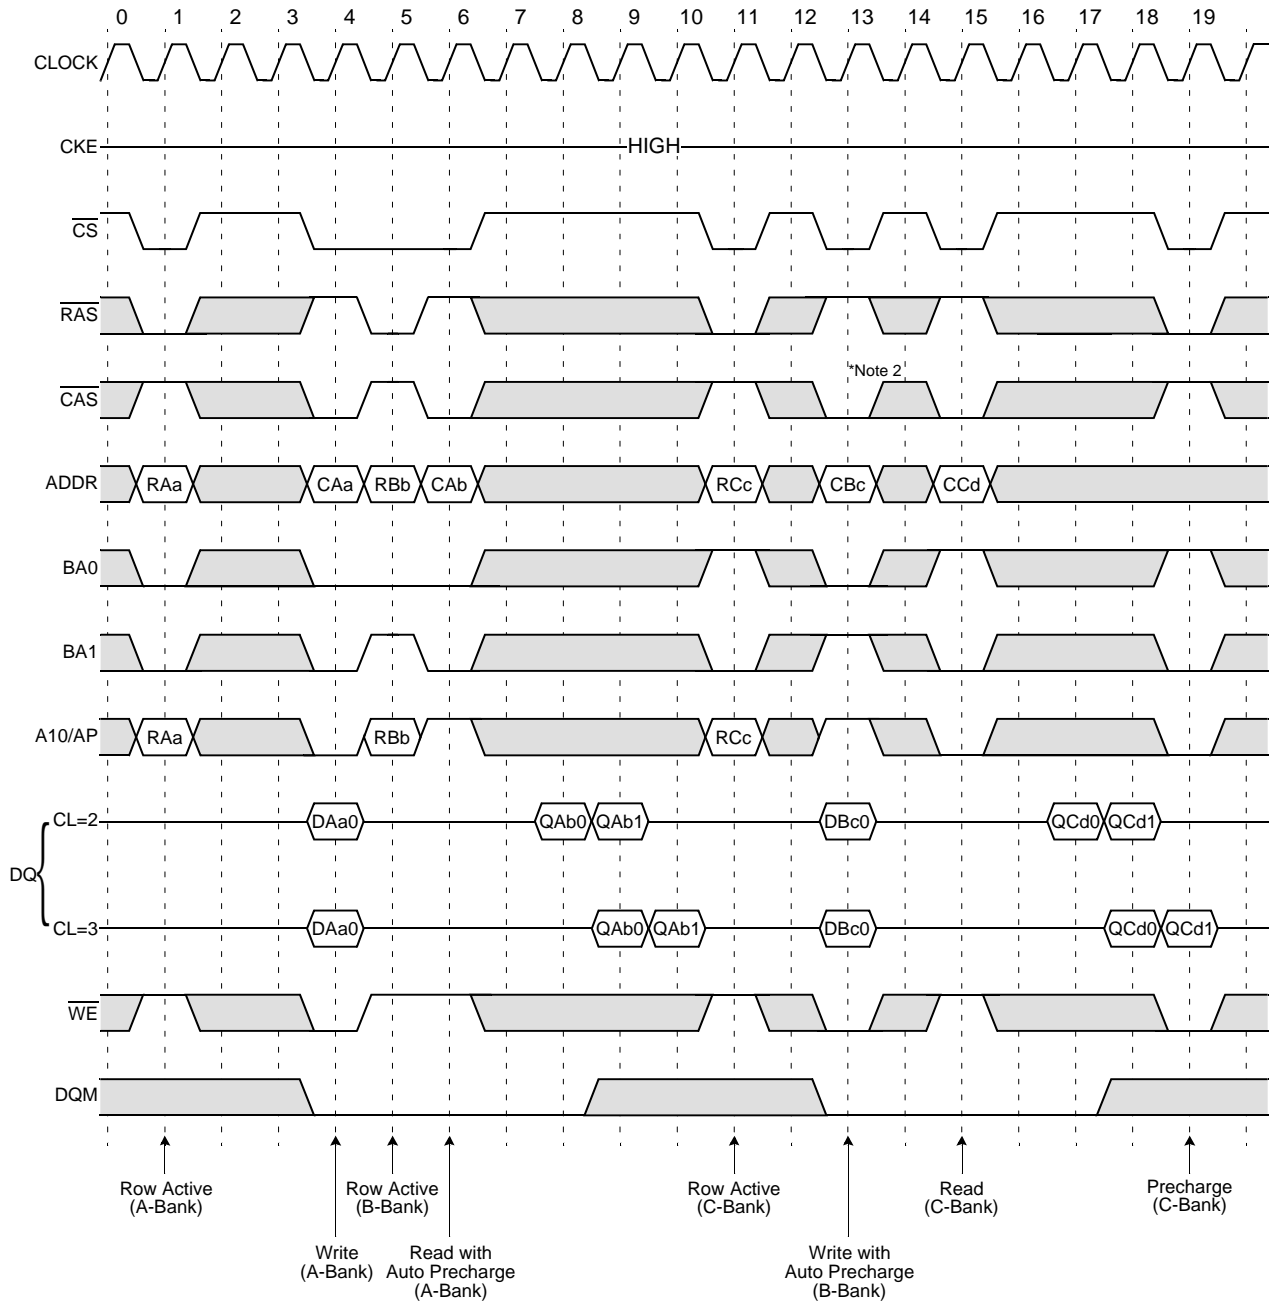 0 1 2 3 4 5 6 7 8 9 10 11 12 13 14 15 16 17 18 19
CLOCK
CKE HIGH
CS
RAS
*Note 2
CAS
ADDR RAa CAa RBb CAb RCc CBc CCd
BA0
BA1
A10/AP RAa RBb RCc
CL=2 DAa0 QAb0 QAb1 DBc0 QCd0 QCd1
DQ
CL=3 DAa0 QAb0 QAb1 DBc0 QCd0 QCd1
WE
DQM
Row Active
(A-Bank)
Row Active
(B-Bank)
Row Active
(C-Bank)
Read
(C-Bank)
Precharge
(C-Bank)
Write
(A-Bank)
Read with
Auto Precharge
(A-Bank)
Write with
Auto Precharge
(B-Bank)